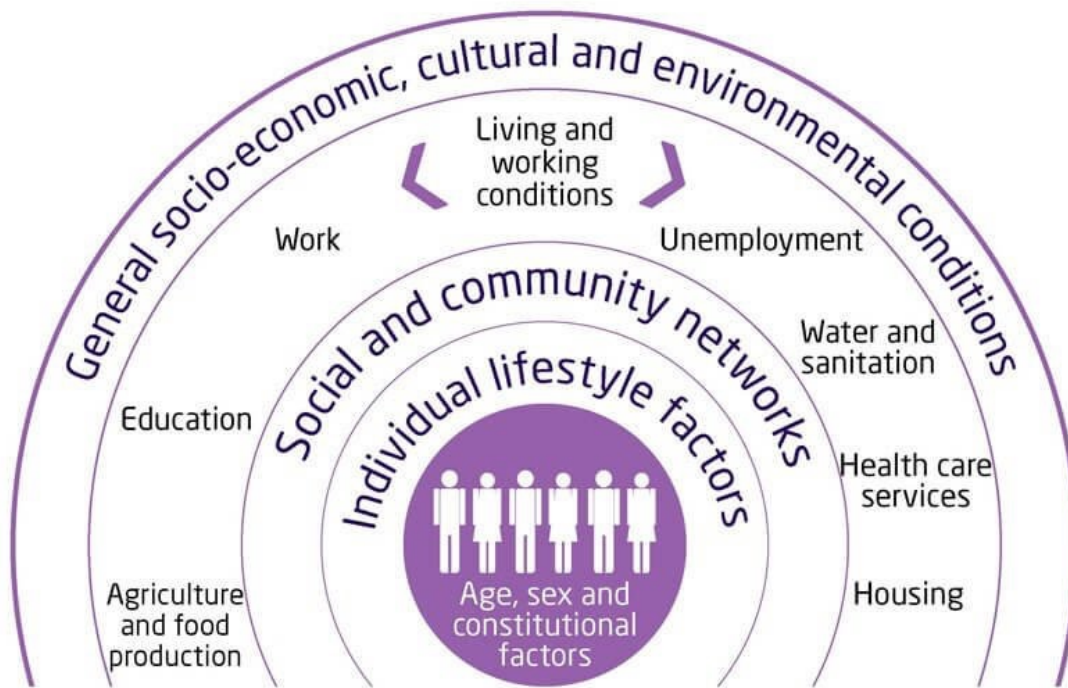 General socio-economic, cultural and environmental conditions
Living and
working
conditions
Work
Unemployment
Social and community networks
Water and
sanitation
Individual lifestyle factors
Education
Health care
services
Agriculture
and food
production
Housing
Age, sex and
constitutional
factors